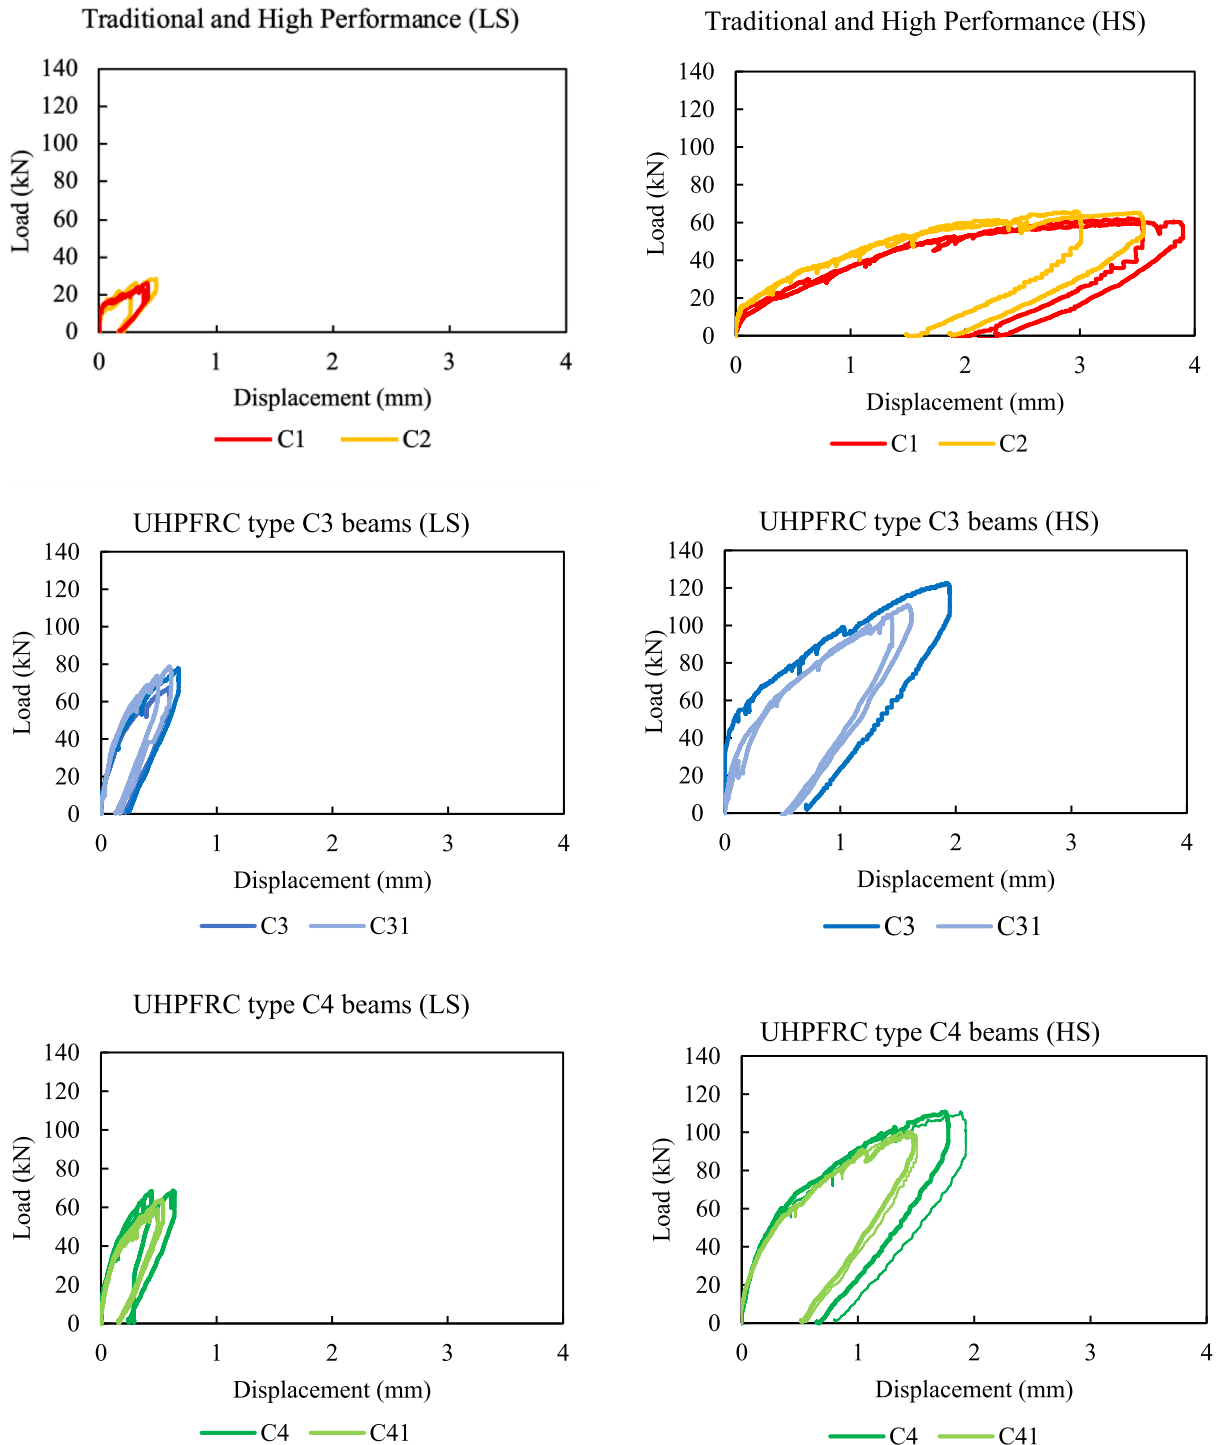 Traditional and High Performance (LS)
140
120
100
80
60
40
20
0
0 1 2 3 4
Load (kN)
Displacement (mm)
C1 C2
Traditional and High Performance (HS)
140
120
100
80
60
40
20
0
0 1 2 3 4
Load (kN)
Displacement (mm)
C1 C2
UHPFRC type C3 beams (LS)
140
120
100
80
60
40
20
0
0 1 2 3 4
Load (kN)
Displacement (mm)
C3 C31
UHPFRC type C3 beams (HS)
140
120
100
80
60
40
20
0
0 1 2 3 4
Load (kN)
Displacement (mm)
C3 C31
UHPFRC type C4 beams (LS)
140
120
100
80
60
40
20
0
0 1 2 3 4
Load (kN)
Displacement (mm)
C4 C41
UHPFRC type C4 beams (HS)
140
120
100
80
60
40
20
0
0 1 2 3 4
Load (kN)
Displacement (mm)
C4 C41